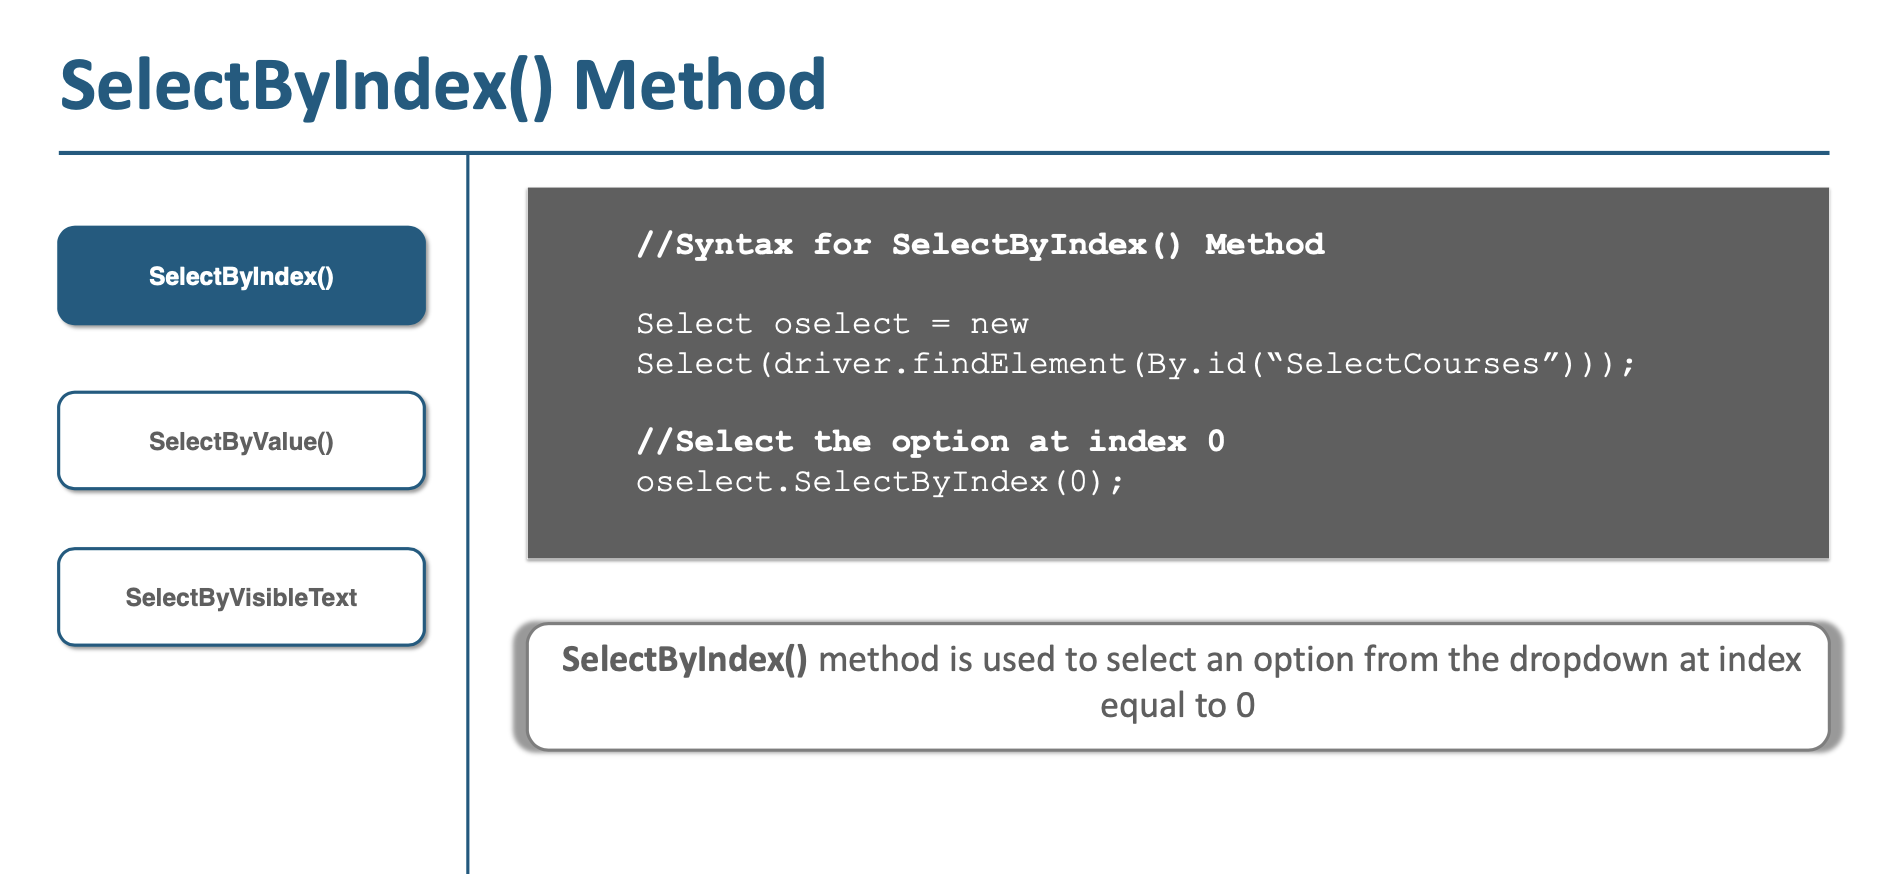 SelectByIndex() Method
SelectByIndex()
SelectByValue()
SelectByVisibleText
//Syntax for SelectByIndex() Method
Select oselect = new
Select(driver.findElement(By.id(“SelectCourses”)));
//Select the option at index 0
oselect.SelectByIndex(0);
SelectByIndex() method is used to select an option from the dropdown at index
equal to 0